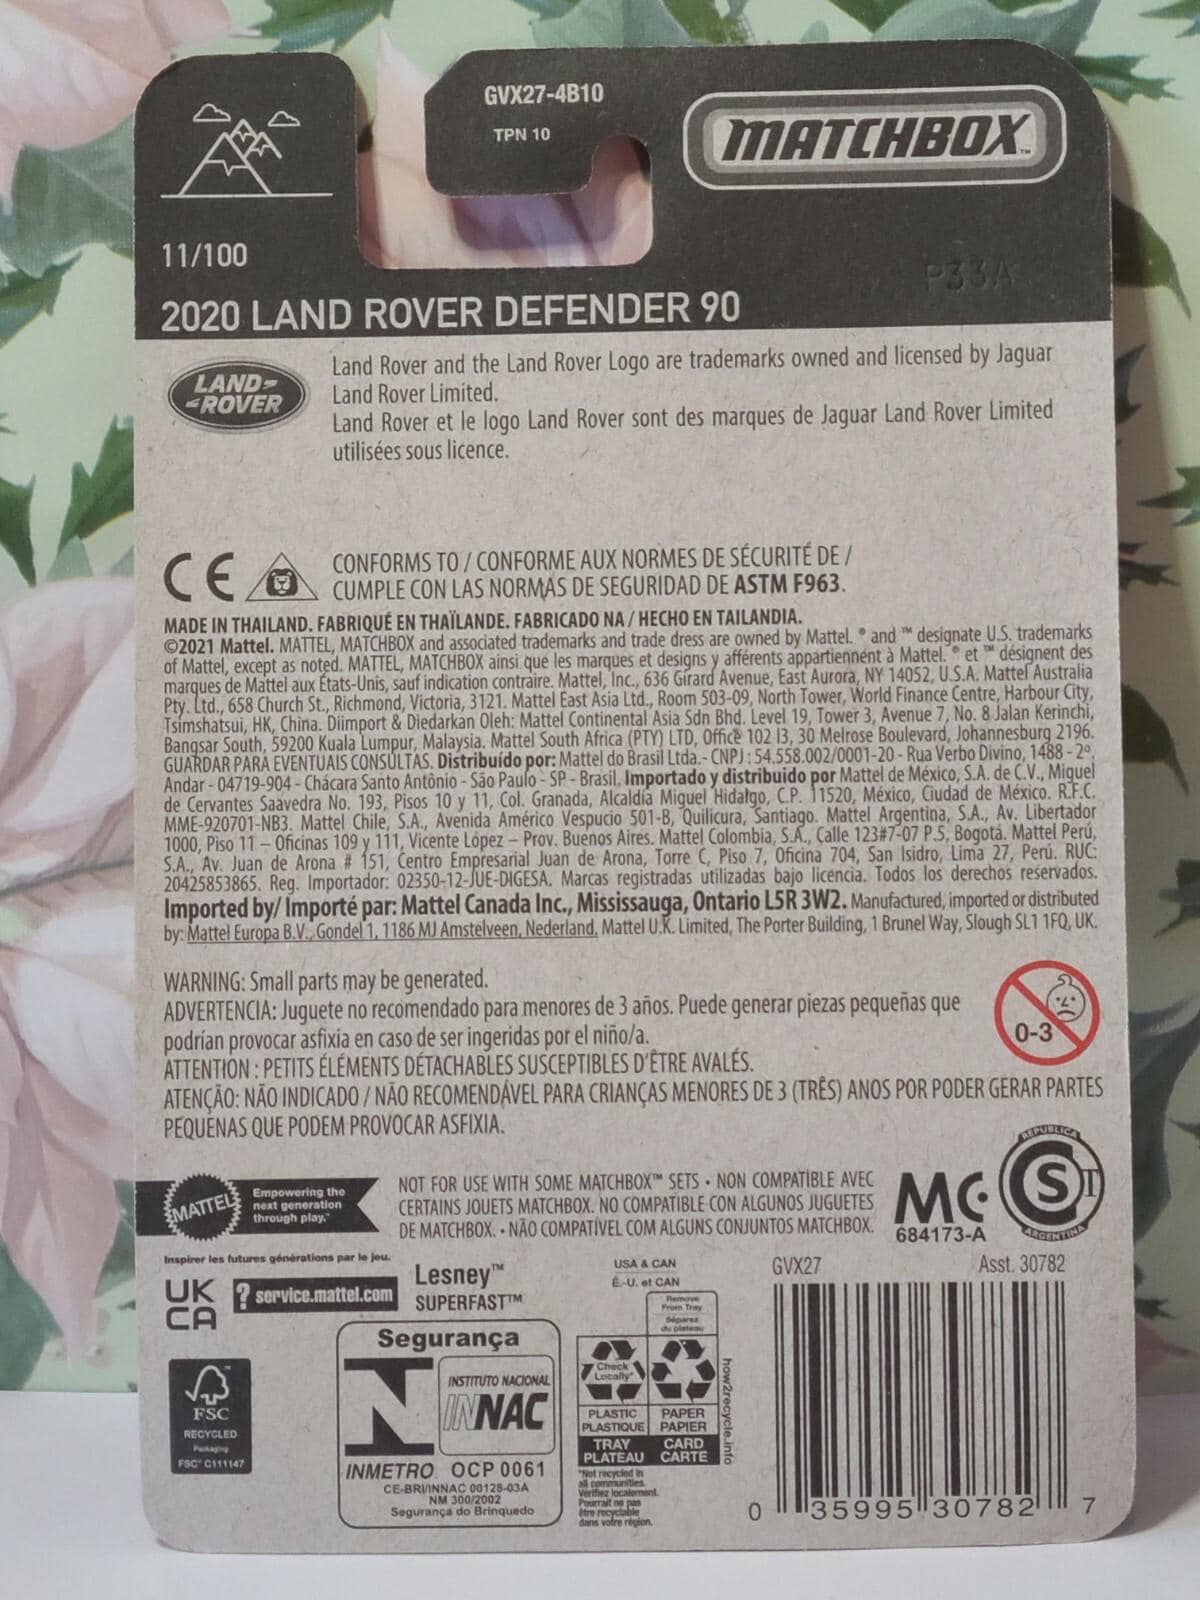 GVX27-4B10
TPN 10
MATCHBOX™
11/100
P33A
2020 LAND ROVER DEFENDER 90
LAND-
-ROVER
Land Rover and the Land Rover Logo are trademarks owned and licensed by Jaguar
Land Rover Limited.
Land Rover et le logo Land Rover sont des marques de Jaguar Land Rover Limited
utilisées sous licence.
CE
CONFORMS TO / CONFORME AUX NORMES DE SÉCURITÉ DE /
CUMPLE CON LAS NORMAS DE SEGURIDAD DE ASTM F963.
MADE IN THAILAND. FABRIQUÉ EN THAÏLANDE. FABRICADO NA / HECHO EN TAILANDIA.
©2021 Mattel. MATTEL, MATCHBOX and associated trademarks and trade dress are owned by Mattel. ® and ™ designate U.S. trademarks
of Mattel, except as noted. MATTEL, MATCHBOX ainsi que les marques et designs y afférents appartiennent à Mattel. ® et ™ désignent des
marques de Mattel aux États-Unis, sauf indication contraire. Mattel, Inc., 636 Girard Avenue, East Aurora, NY 14052, U.S.A. Mattel Australia
Pty. Ltd., 658 Church St., Richmond, Victoria, 3121. Mattel East Asia Ltd., Room 503-09, North Tower, World Finance Centre, Harbour City,
Tsimshatsui, HK, China. Diimport & Diedarkan Oleh: Mattel Continental Asia Sdn Bhd. Level 19, Tower 3, Avenue 7, No. 8 Jalan Kerinchi,
Bangsar South, 59200 Kuala Lumpur, Malaysia. Mattel South Africa (PTY) LTD, Office 102 I3, 30 Melrose Boulevard, Johannesburg 2196.
GUARDAR PARA EVENTUAIS CONSULTAS. Distribuído por: Mattel do Brasil Ltda.- CNPJ : 54.558.002/0001-20 - Rua Verbo Divino, 1488 - 2º.
Andar - 04719-904 - Chácara Santo Antônio - São Paulo - SP - Brasil. Importado y distribuido por Mattel de México, S.A. de C.V., Miguel
de Cervantes Saavedra No. 193, Pisos 10 y 11, Col. Granada, Alcaldía Miguel Hidalgo, C.P. 11520, México, Ciudad de México. R.F.C.
MME-920701-NB3. Mattel Chile, S.A., Avenida Américo Vespucio 501-B, Quilicura, Santiago. Mattel Argentina, S.A., Av. Libertador
1000, Piso 11 – Oficinas 109 y 111, Vicente López – Prov. Buenos Aires. Mattel Colombia, S.A., Calle 123#7-07 P.5, Bogotá. Mattel Perú,
S.A., Av. Juan de Arona # 151, Centro Empresarial Juan de Arona, Torre C, Piso 7, Oficina 704, San Isidro, Lima 27, Perú. RUC:
20425853865. Reg. Importador: 02350-12-JUE-DIGESA. Marcas registradas utilizadas bajo licencia. Todos los derechos reservados.
Imported by/ Importé par: Mattel Canada Inc., Mississauga, Ontario L5R 3W2. Manufactured, imported or distributed
by: Mattel Europa B.V., Gondel 1, 1186 MJ Amstelveen, Nederland. Mattel U.K. Limited, The Porter Building, 1 Brunel Way, Slough SL1 1FQ, UK.
WARNING: Small parts may be generated.
ADVERTENCIA: Juguete no recomendado para menores de 3 años. Puede generar piezas pequeñas que
podrían provocar asfixia en caso de ser ingeridas por el niño/a.
ATTENTION : PETITS ÉLÉMENTS DÉTACHABLES SUSCEPTIBLES D'ÊTRE AVALÉS.
ATENÇÃO: NÃO INDICADO / NÃO RECOMENDÁVEL PARA CRIANÇAS MENORES DE 3 (TRÊS) ANOS POR PODER GERAR PARTES
PEQUENAS QUE PODEM PROVOCAR ASFIXIA.
0-3
MATTEL
Empowering the
next generation
through play.™
Inspirer les futures générations par le jeu.
NOT FOR USE WITH SOME MATCHBOX™ SETS • NON COMPATIBLE AVEC
CERTAINS JOUETS MATCHBOX. NO COMPATIBLE CON ALGUNOS JUGUETES
DE MATCHBOX. • NÃO COMPATÍVEL COM ALGUNS CONJUNTOS MATCHBOX.
MC
684173-A
REPUBLICA
S
T
ARGENTINA
UK
CA
? service.mattel.com
Lesney™
SUPERFAST™
FSC
RECYCLED
Packaging
FSC® C111147
Segurança
INSTITUTO NACIONAL
INNAC
INMETRO OCP 0061
CE-BRI/INNAC 00128-03A
NM 300/2002
Segurança do Brinquedo
USA & CAN
É.-U. et CAN
Remove
From Tray
Séparez
du plateau
Check
Locally*
PLASTIC
PLASTIQUE
TRAY
PLATEAU
PAPER
PAPIER
CARD
CARTE
how2recycle.info
*Not recycled in
all communities.
Vérifiez localement.
Pourrait ne pas
être recyclable
dans votre région.
GVX27
Asst. 30782
0 35995 30782 7